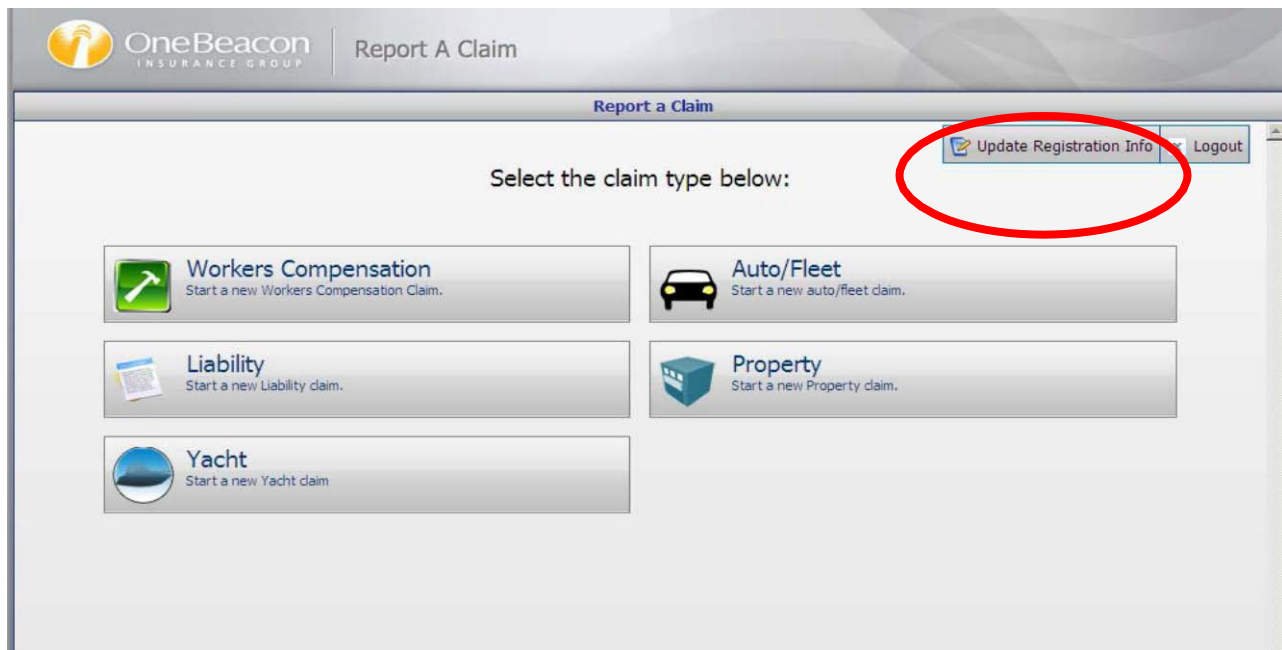 OneBeacon
INSURANCE GROUP
Report A Claim
Report a Claim
Update Registration Info
Logout
Select the claim type below:
Workers Compensation
Start a new Workers Compensation Claim.
Auto/Fleet
Start a new auto/fleet claim.
Liability
Start a new Liability claim.
Property
Start a new Property claim.
Yacht
Start a new Yacht claim